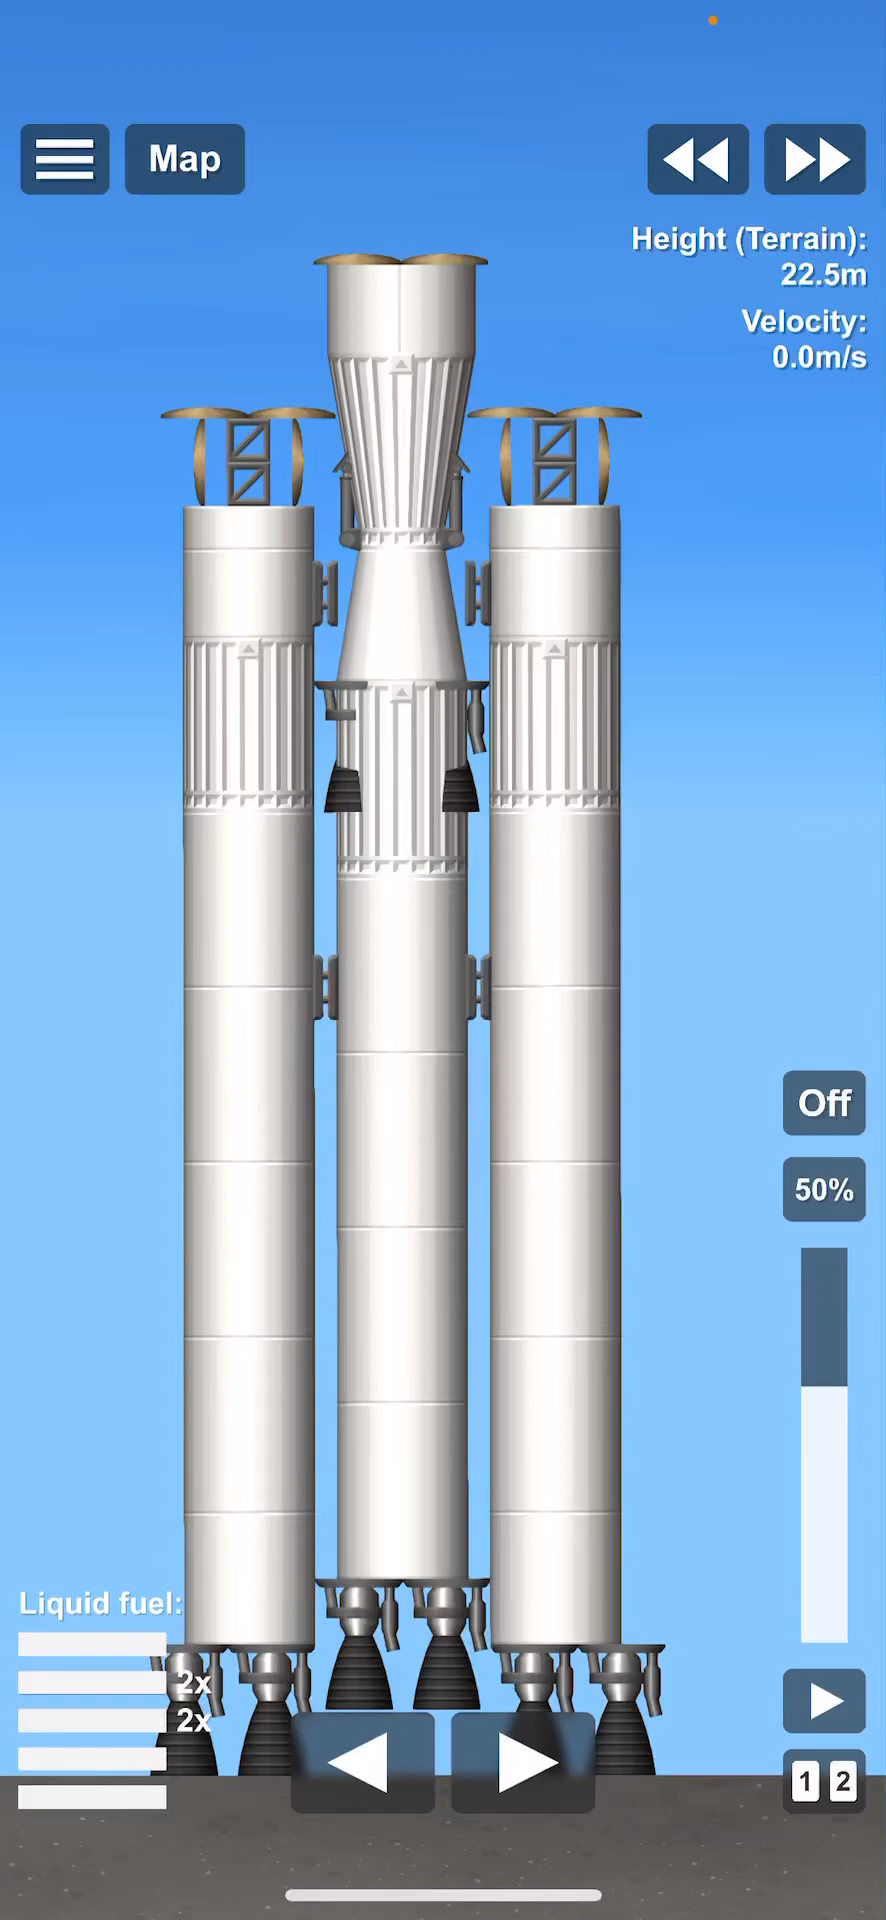 Map
Height (Terrain):
22.5m
Velocity:
0.0m/s
Off
50%
Liquid fuel:
2x
2x
1 2